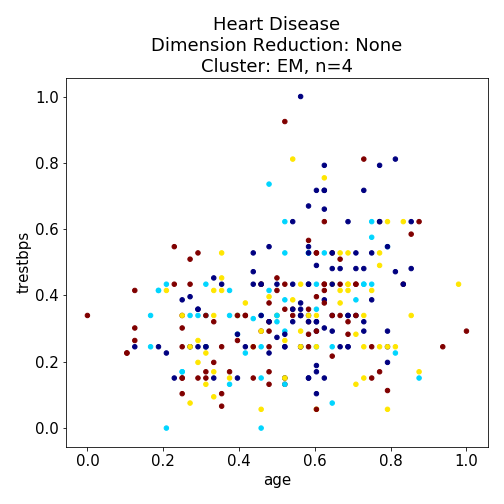 Heart Disease
Dimension Reduction: None
Cluster: EM, n=4
1.0
0.8
0.6
0.4
0.2
0.0
trestbps
0.0 0.2 0.4 0.6 0.8 1.0
age